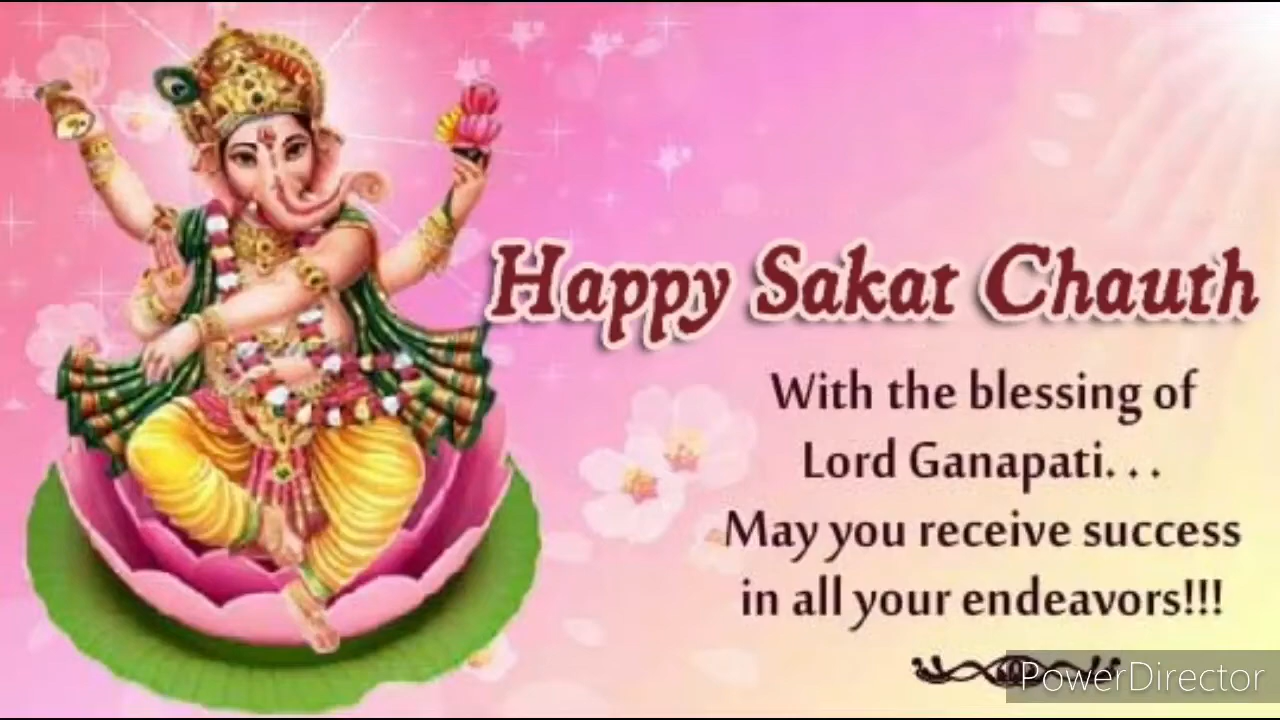 Happy Sakat Chauth
With the blessing of
Lord Ganapati. . .
May you receive success
in all your endeavors!!!
PowerDirector